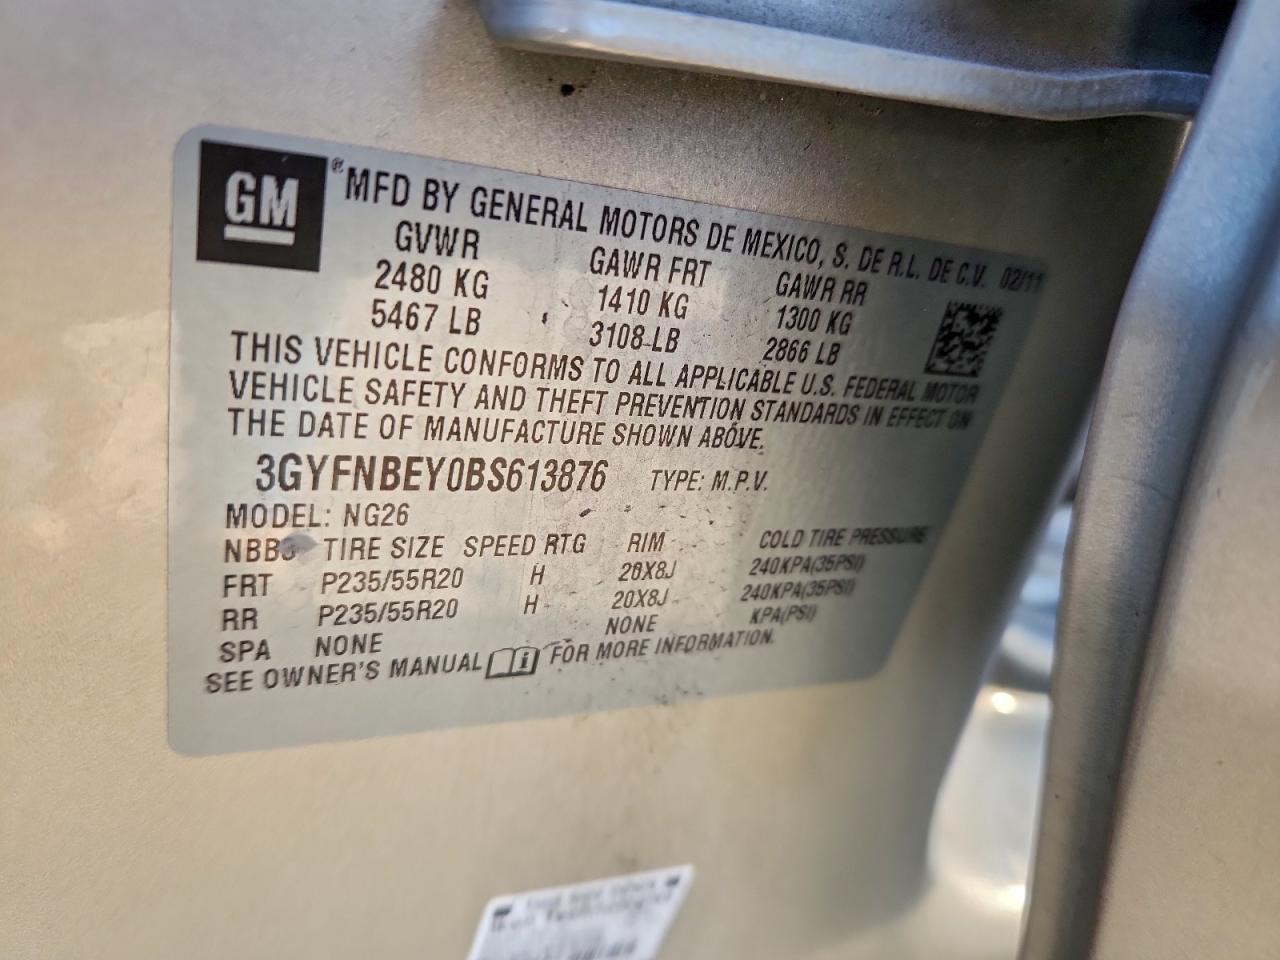 GM ® MFD BY GENERAL MOTORS DE MEXICO, S. DE R.L. DE C.V. 02/11
GVWR GAWR FRT GAWR RR
2480 KG 1410 KG 1300 KG
5467 LB 3108 LB 2866 LB
THIS VEHICLE CONFORMS TO ALL APPLICABLE U.S. FEDERAL MOTOR
VEHICLE SAFETY AND THEFT PREVENTION STANDARDS IN EFFECT ON
THE DATE OF MANUFACTURE SHOWN ABOVE.
3GYFNBEY0BS613876 TYPE: M.P.V.
MODEL: NG26
TIRE SIZE SPEED RTG RIM COLD TIRE PRESSURE
FRT P235/55R20 H 20X8J 240KPA(35PSI)
RR P235/55R20 H 20X8J 240KPA(35PSI)
SPA NONE NONE KPA(PSI)
SEE OWNER'S MANUAL i FOR MORE INFORMATION.